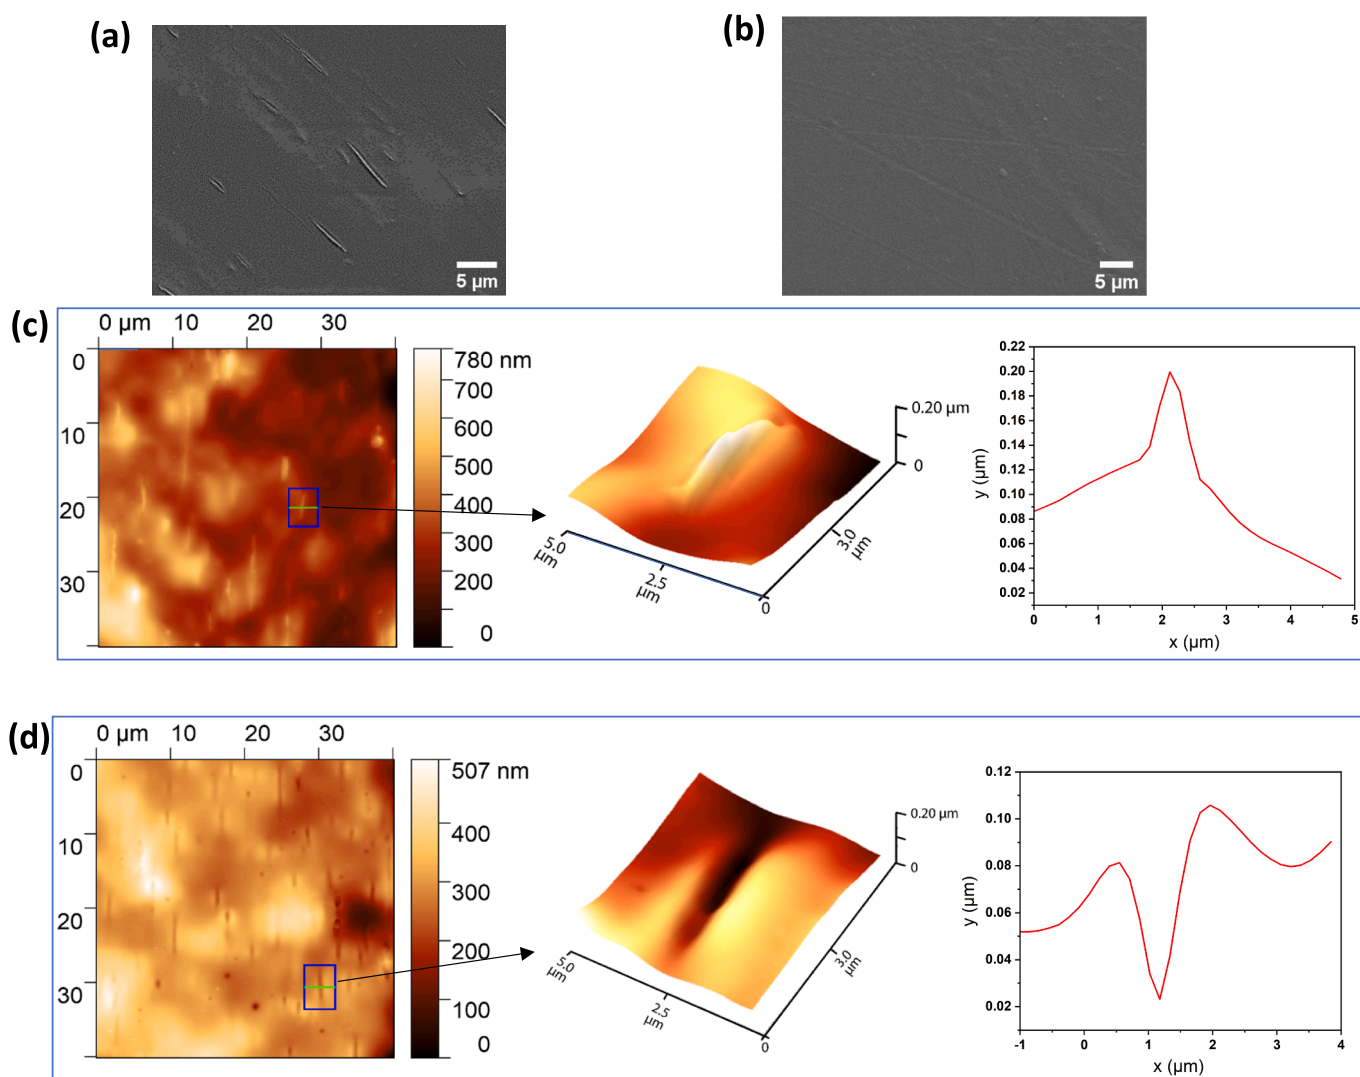 (a)
(b)
5 µm
5 µm
(c)
0 µm 10 20 30
0
10
20
30
780 nm
700
600
500
400
300
200
0
0.20 µm
0
5.0
µm
2.5
µm
0
3.0
µm
0.22
0.20
0.18
0.16
0.14
0.12
0.10
0.08
0.06
0.04
0.02
y (µm)
0 1 2 3 4 5
x (µm)
(d)
0 µm 10 20 30
0
10
20
30
507 nm
400
300
200
100
0
0.20 µm
0
5.0
µm
2.5
µm
0
3.0
µm
0.12
0.10
0.08
0.06
0.04
0.02
y (µm)
-1 0 1 2 3 4
x (µm)